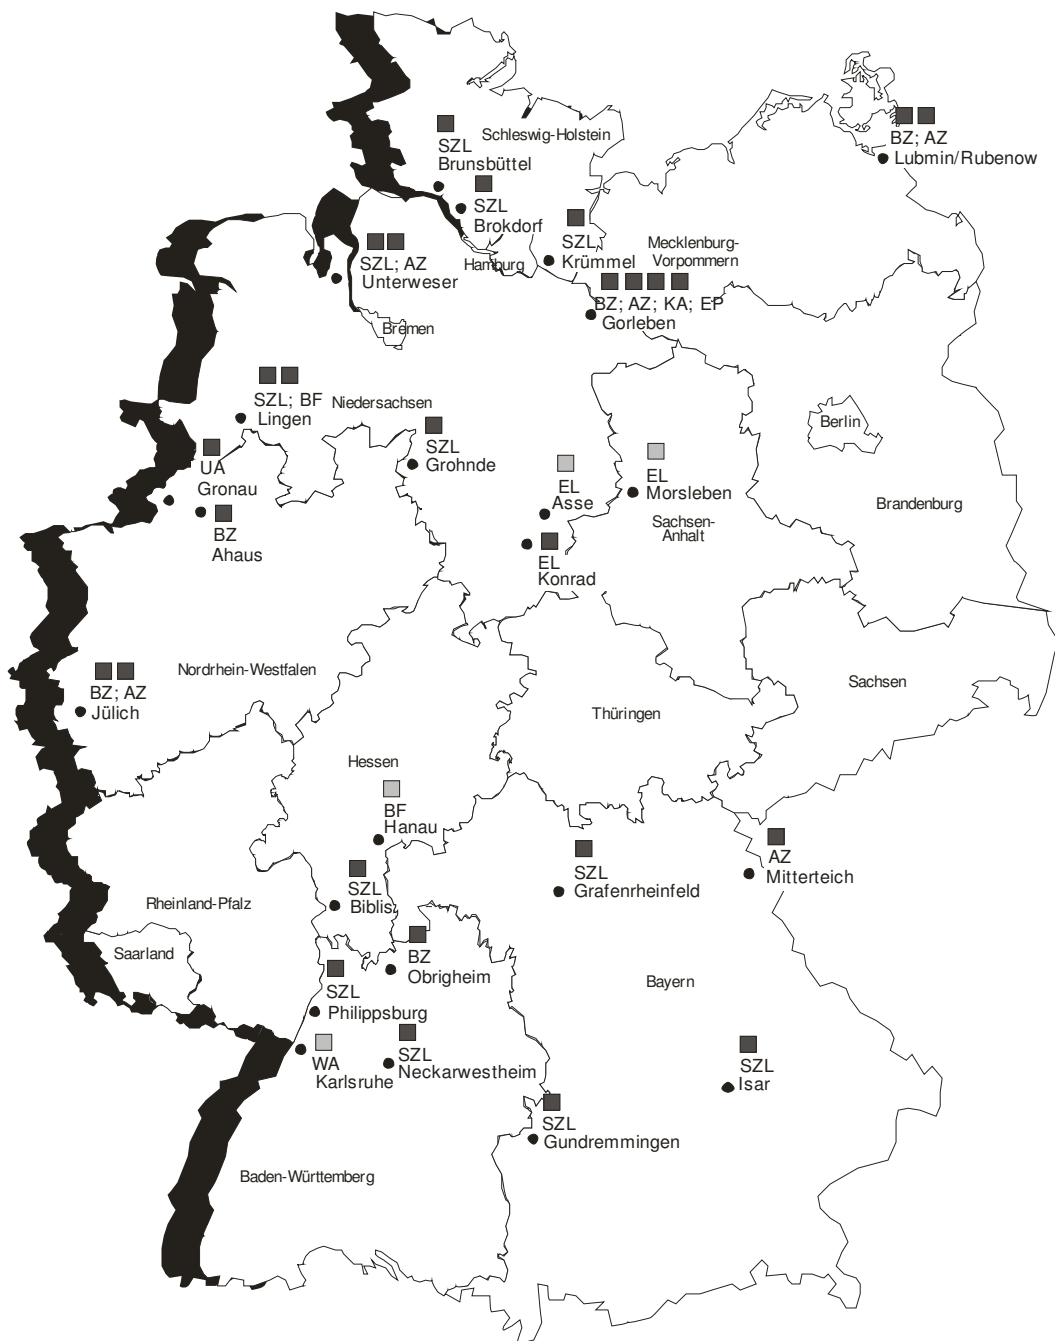 Schleswig-Holstein
SZL
Brunsbüttel
BZ; AZ
Lubmin/Rubenow
SZL
Brokdorf
SZL
Krümmel
Mecklenburg-
Vorpommern
SZL; AZ
Unterweser
Hamburg
BZ; AZ; KA; EP
Gorleben
Bremen
SZL; BF
Lingen
Niedersachsen
SZL
Grohnde
Berlin
UA
Gronau
EL
Asse
EL
Morsleben
Brandenburg
BZ
Ahaus
Sachsen-
Anhalt
EL
Konrad
Nordrhein-Westfalen
BZ; AZ
Jülich
Sachsen
Thüringen
Hessen
BF
Hanau
AZ
Mitterteich
SZL
Grafenrheinfeld
SZL
Biblis
Rheinland-Pfalz
Saarland
BZ
Obrigheim
Bayern
SZL
Philippsburg
WA
Karlsruhe
SZL
Neckarwestheim
SZL
Isar
SZL
Gundremmingen
Baden-Württemberg